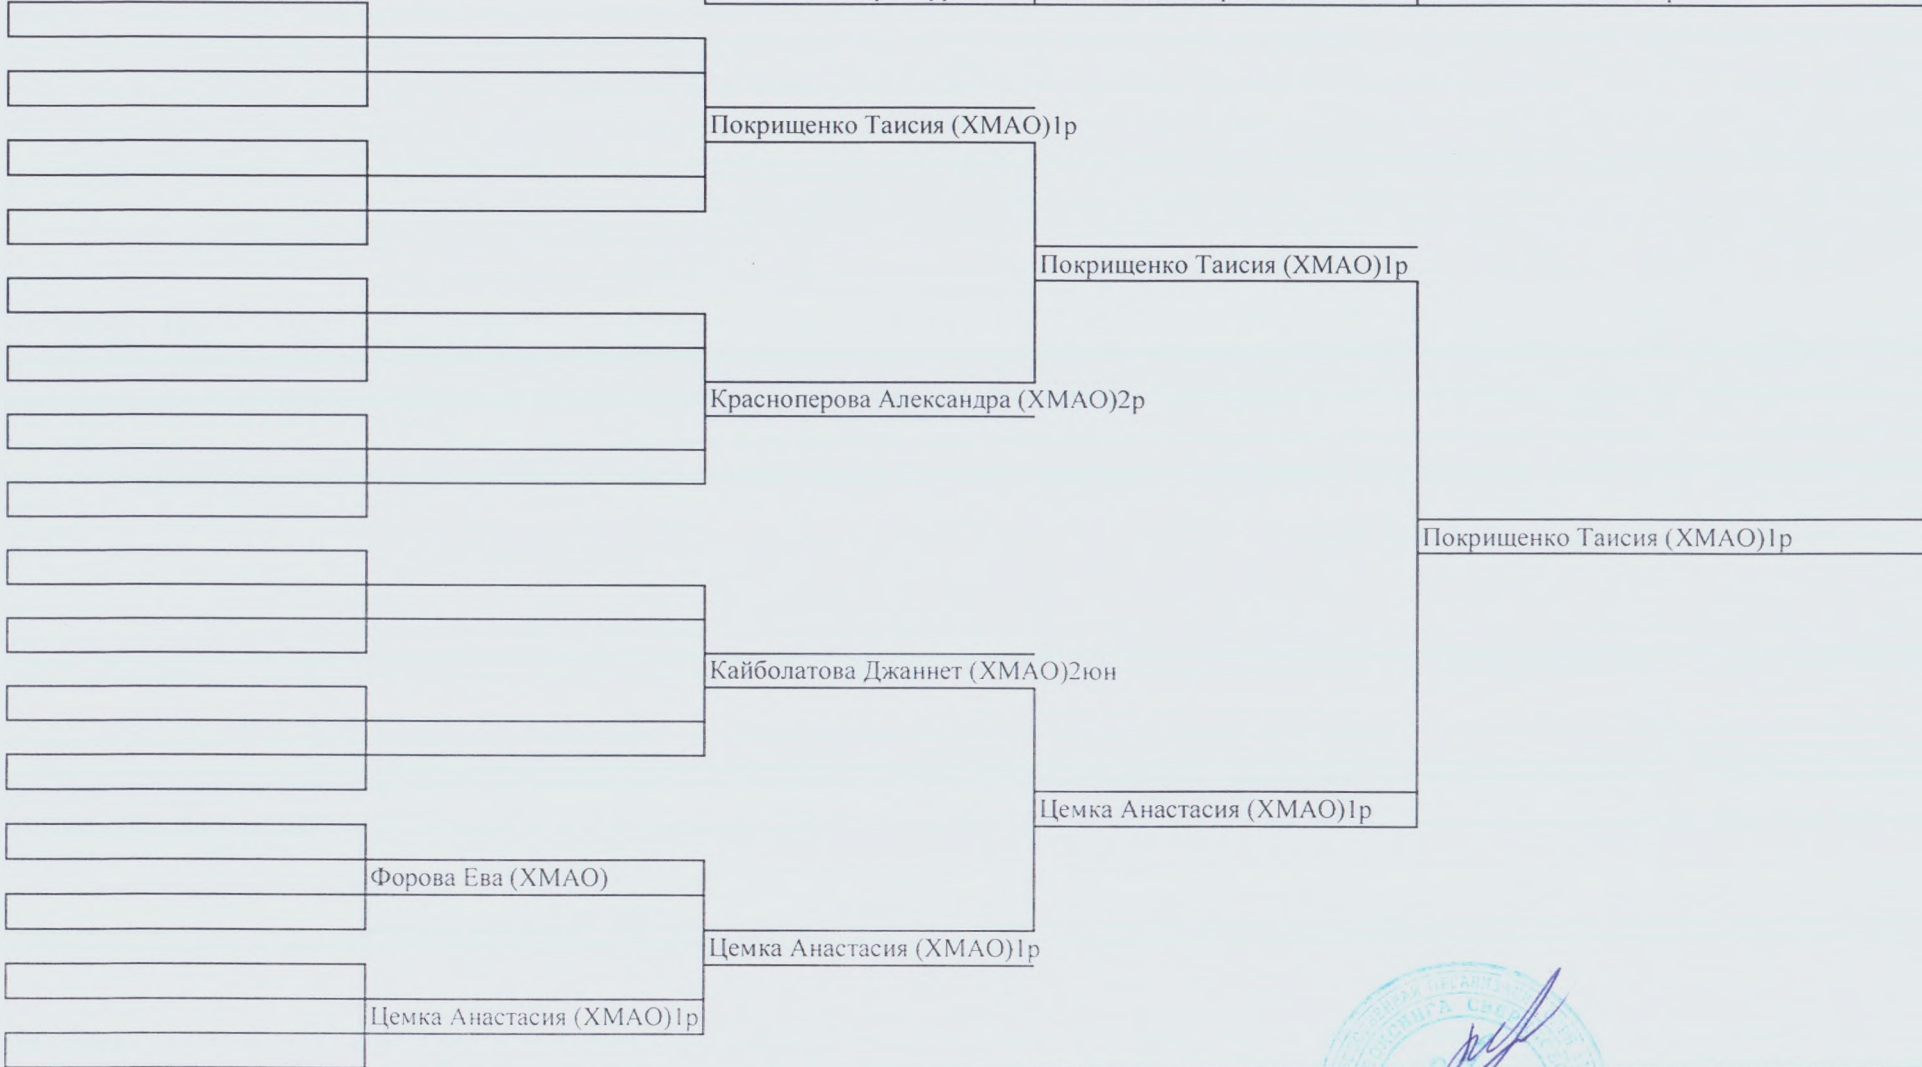 Покрищенко Таисия (ХМАО)1р
Покрищенко Таисия (ХМАО)1р
Красноперова Александра (ХМАО)2р
Покрищенко Таисия (ХМАО)1р
Кайболатова Джаннет (ХМАО)2юн
Цемка Анастасия (ХМАО)1р
Форова Ева (ХМАО)
Цемка Анастасия (ХМАО)1р
Цемка Анастасия (ХМАО)1р